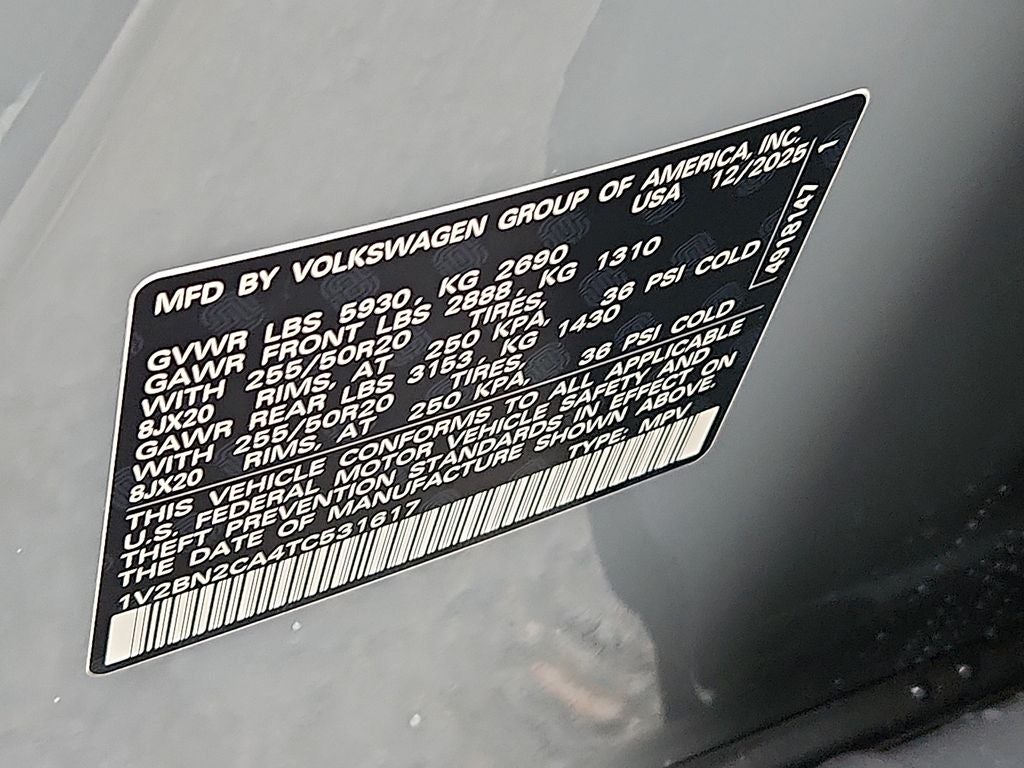 MFD BY VOLKSWAGEN GROUP OF AMERICA, INC.
USA 12/2025
1
4918147
GVWR LBS 5930, KG 2690
GAWR FRONT LBS 2888, KG 1310
WITH 255/50R20 TIRES,
8JX20 RIMS, AT 250 KPA, 36 PSI COLD
GAWR REAR LBS 3153, KG 1430
WITH 255/50R20 TIRES,
8JX20 RIMS, AT 250 KPA, 36 PSI COLD
THIS VEHICLE CONFORMS TO ALL APPLICABLE
U.S. FEDERAL MOTOR VEHICLE SAFETY AND
THEFT PREVENTION STANDARDS IN EFFECT ON
THE DATE OF MANUFACTURE SHOWN ABOVE.
1V2BN2CA4TC531617 TYPE: MPV